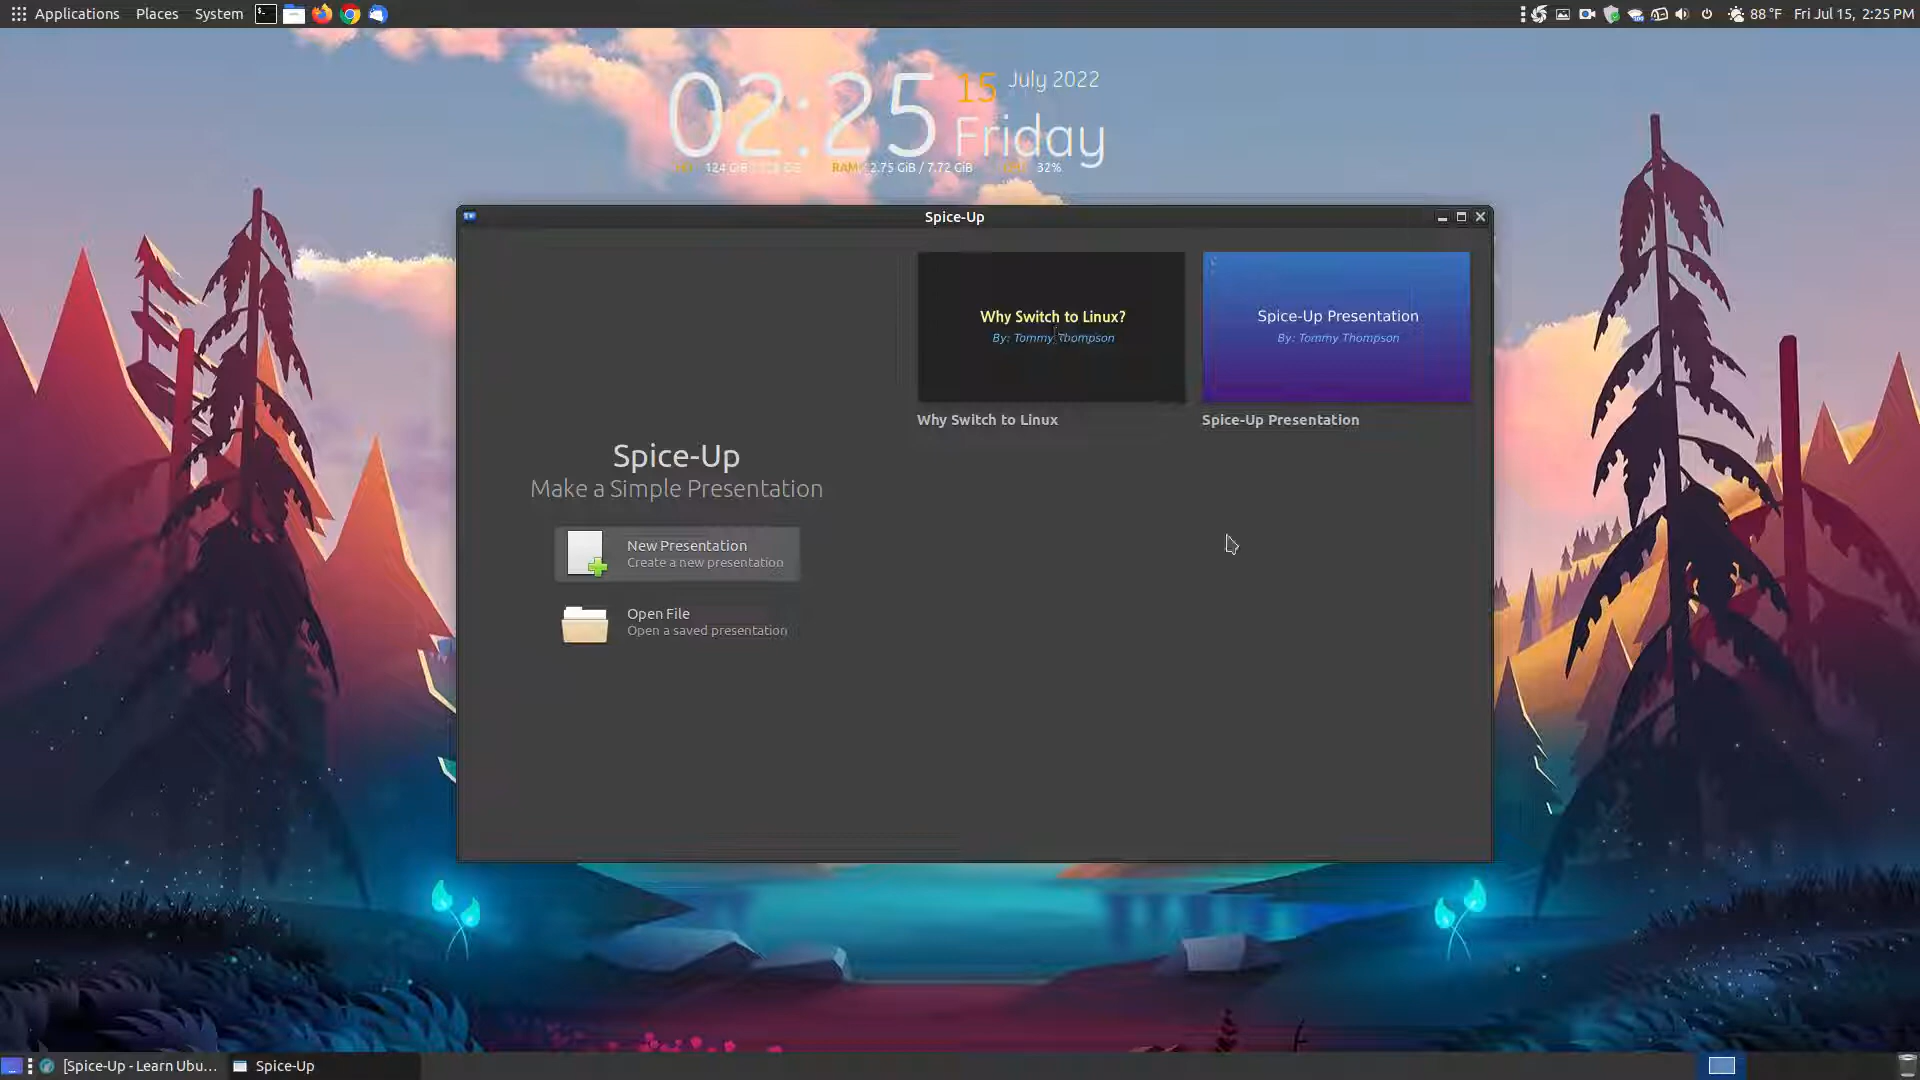 Applications Places System
88 °F Fri Jul 15, 2:25 PM
02:25 15 July 2022
Friday
124 GiB
RAM 2.75 GiB / 7.72 GiB
32%
Spice-Up
Why Switch to Linux?
By: Tommy Thompson
Why Switch to Linux
Spice-Up Presentation
By: Tommy Thompson
Spice-Up Presentation
Spice-Up
Make a Simple Presentation
New Presentation
Create a new presentation
Open File
Open a saved presentation
[Spice-Up - Learn Ubu...
Spice-Up